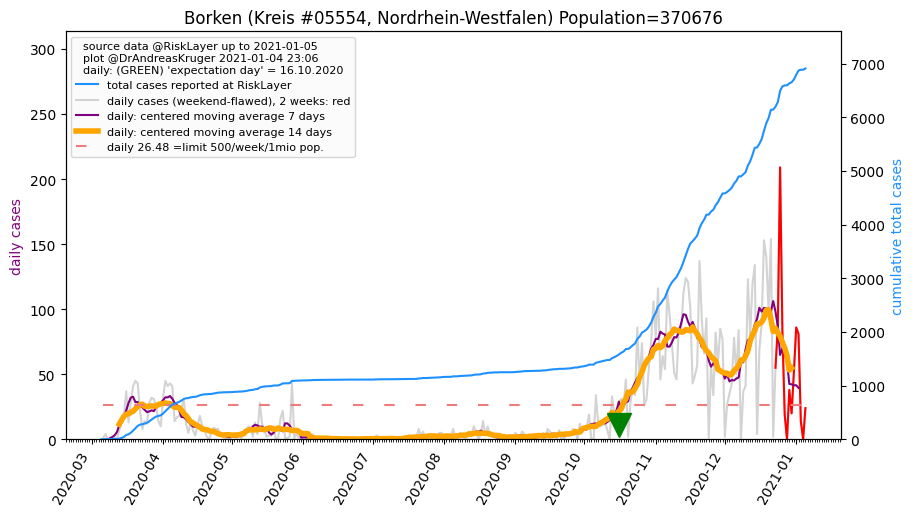 Borken (Kreis #05554, Nordrhein-Westfalen) Population=370676
source data @RiskLayer up to 2021-01-05
plot @DrAndreasKruger 2021-01-04 23:06
daily: (GREEN) 'expectation day' = 16.10.2020
total cases reported at RiskLayer
daily cases (weekend-flawed), 2 weeks: red
daily: centered moving average 7 days
daily: centered moving average 14 days
daily 26.48 =limit 500/week/1mio pop.
daily cases
300
250
200
150
100
50
0
cumulative total cases
7000
6000
5000
4000
3000
2000
1000
0
2020-03
2020-04
2020-05
2020-06
2020-07
2020-08
2020-09
2020-10
2020-11
2020-12
2021-01